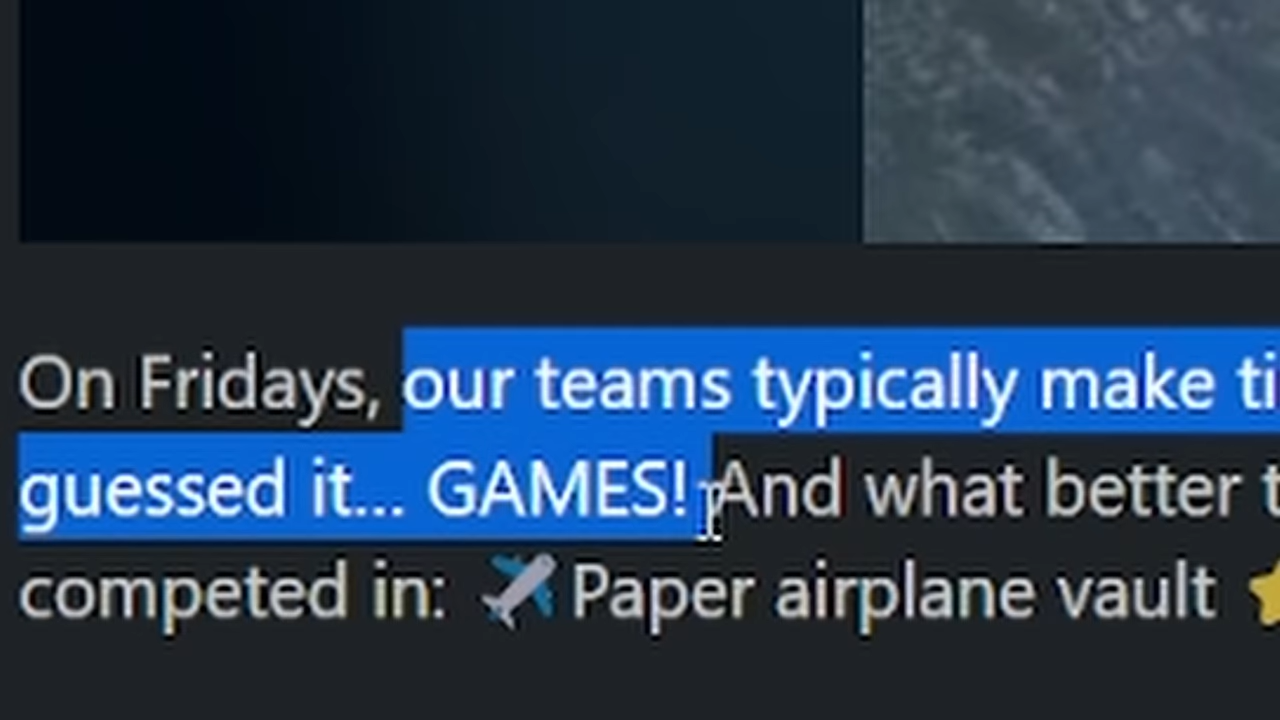 On Fridays, our teams typically make
guessed it... GAMES! And what better
competed in: ✈️ Paper airplane vault ⭐